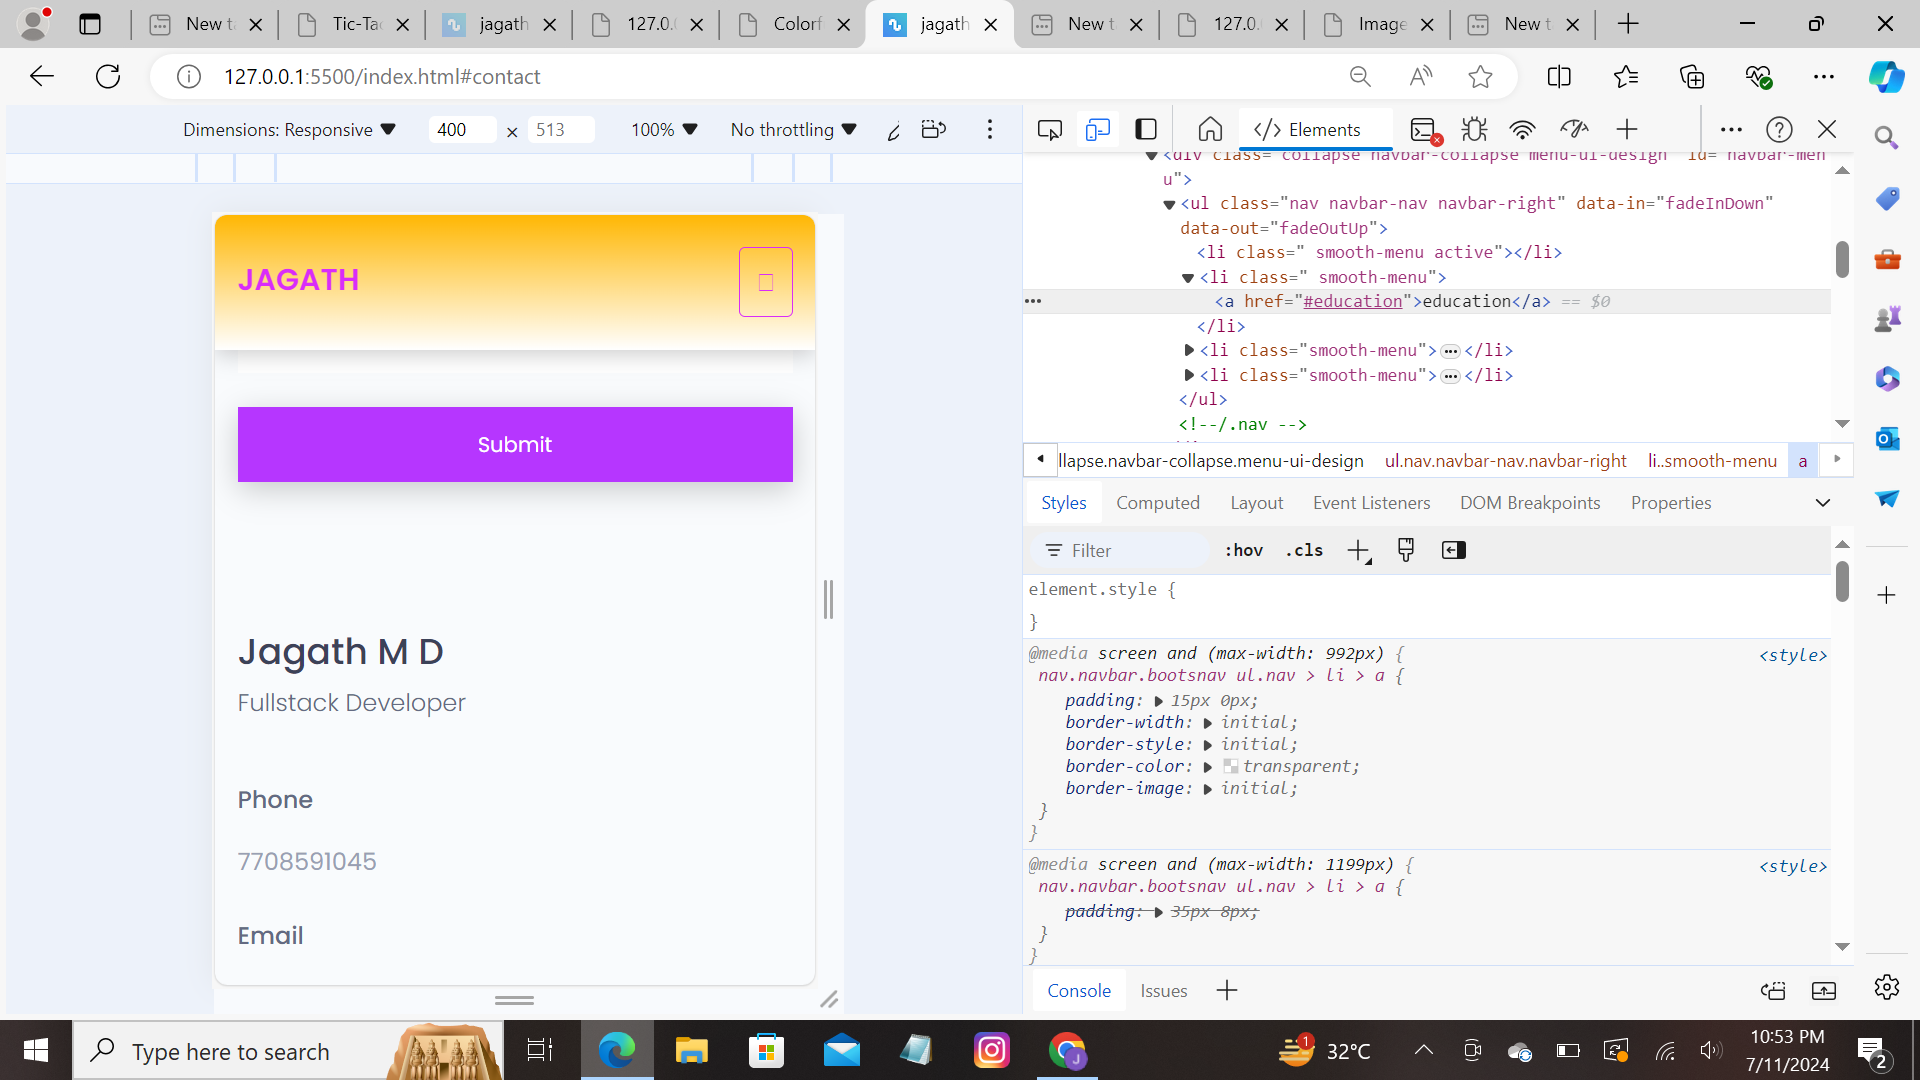 New t
Tic-Ta
jagath
127.0.
Colorf
jagath
New t
127.0.
Image
New t
127.0.0.1:5500/index.html#contact
Dimensions: Responsive
400 × 513
100%
No throttling
Elements
<div class="collapse navbar-collapse menu-ui-design" id="navbar-men
u">
<ul class="nav navbar-nav navbar-right" data-in="fadeInDown"
data-out="fadeOutUp">
<li class=" smooth-menu active"></li>
<li class=" smooth-menu">
<a href="#education">education</a> == $0
</li>
<li class="smooth-menu"> ••• </li>
<li class="smooth-menu"> ••• </li>
</ul>
<!--/.nav -->
llapse.navbar-collapse.menu-ui-design ul.nav.navbar-nav.navbar-right li..smooth-menu a
Styles Computed Layout Event Listeners DOM Breakpoints Properties
Filter :hov .cls
element.style {
}
@media screen and (max-width: 992px) { <style>
nav.navbar.bootsnav ul.nav > li > a {
padding: 15px 0px;
border-width: initial;
border-style: initial;
border-color: transparent;
border-image: initial;
}
}
@media screen and (max-width: 1199px) { <style>
nav.navbar.bootsnav ul.nav > li > a {
padding: 35px 8px;
}
}
Console Issues
JAGATH
Submit
Jagath M D
Fullstack Developer
Phone
7708591045
Email
Type here to search
1
32°C
10:53 PM
7/11/2024
2